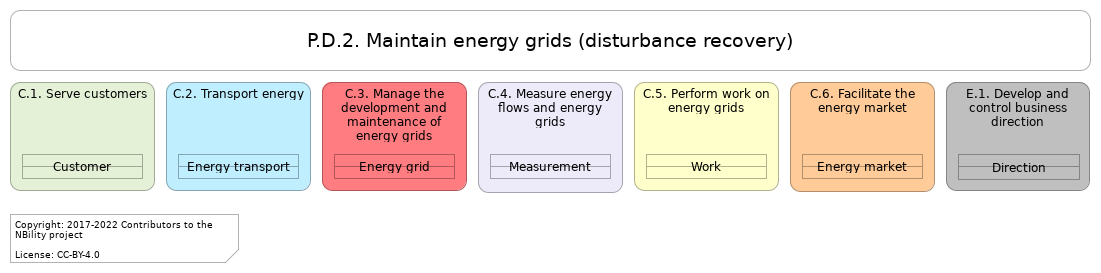 P.D.2. Maintain energy grids (disturbance recovery)
C.1. Serve customers
Customer
C.2. Transport energy
Energy transport
C.3. Manage the
development and
maintenance of
energy grids
Energy grid
C.4. Measure energy
flows and energy
grids
Measurement
C.5. Perform work on
energy grids
Work
C.6. Facilitate the
energy market
Energy market
E.1. Develop and
control business
direction
Direction
Copyright: 2017-2022 Contributors to the
NBility project
License: CC-BY-4.0